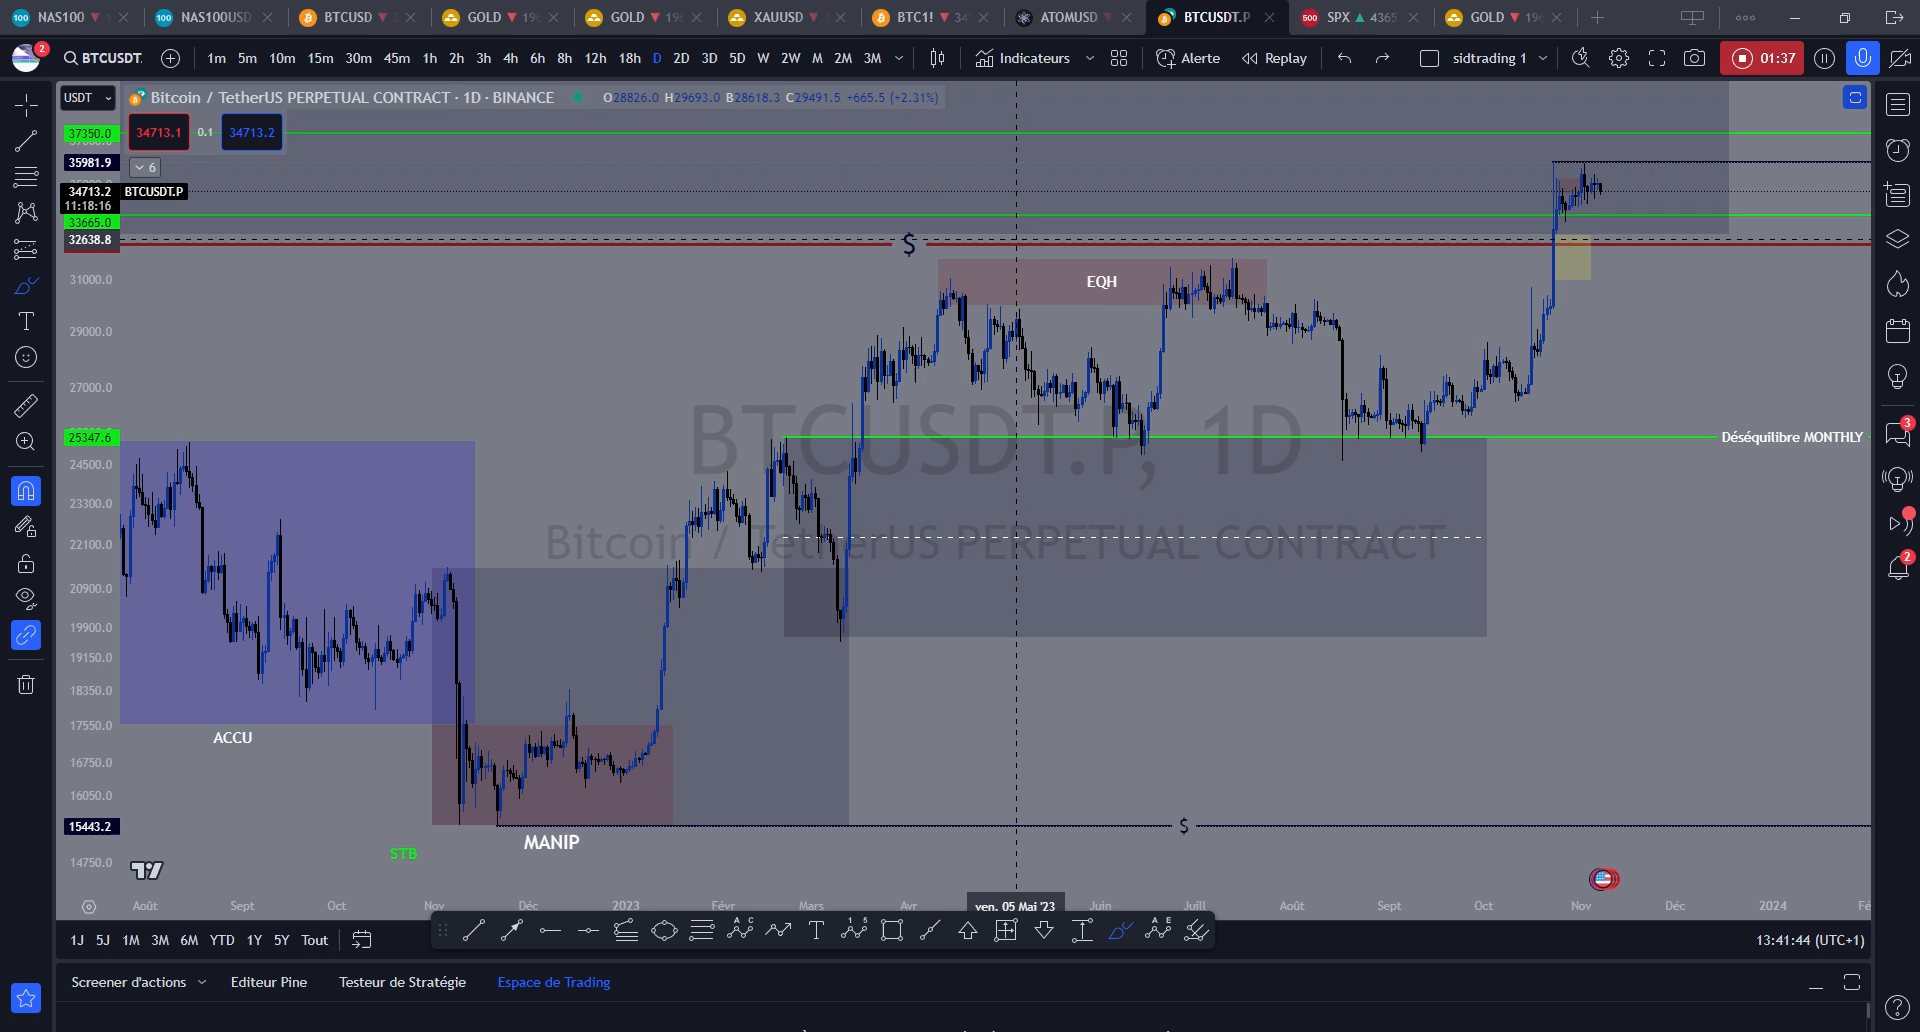 NAS100
NAS100USD
BTCUSD
GOLD
GOLD
XAUUSD
BTC1!
ATOMUSD
BTCUSDT.P
SPX 4365
GOLD
2 BTCUSDT. 1m 5m 10m 15m 30m 45m 1h 2h 3h 4h 6h 8h 12h 18h D 2D 3D 5D W 2W M 2M 3M Indicateurs Alerte Replay sidtrading 1 01:37
USDT Bitcoin / TetherUS PERPETUAL CONTRACT · 1D · BINANCE O28826.0 H29693.0 B28618.3 C29491.5 +665.5 (+2.31%)
37350.0 34713.1 0.1 34713.2
35981.9 6
34713.2 BTCUSDT.P
11:18:16
33665.0
32638.8 $
31000.0 EQH
29000.0
27000.0
BTCUSDT.P, 1D
25347.6 Déséquilibre MONTHLY
24500.0
23300.0
22100.0 Bitcoin / TetherUS PERPETUAL CONTRACT
20900.0
19900.0
19150.0
18350.0
17550.0
ACCU
16750.0
16050.0
15443.2 $
MANIP
STB
14750.0
Août Sept Oct Nov Déc 2023 Févr Mars Avr ven. 05 Mai '23 Juin Juill Août Sept Oct Nov Déc 2024
1J 5J 1M 3M 6M YTD 1Y 5Y Tout 13:41:44 (UTC+1)
Screener d'actions Editeur Pine Testeur de Stratégie Espace de Trading
3
2